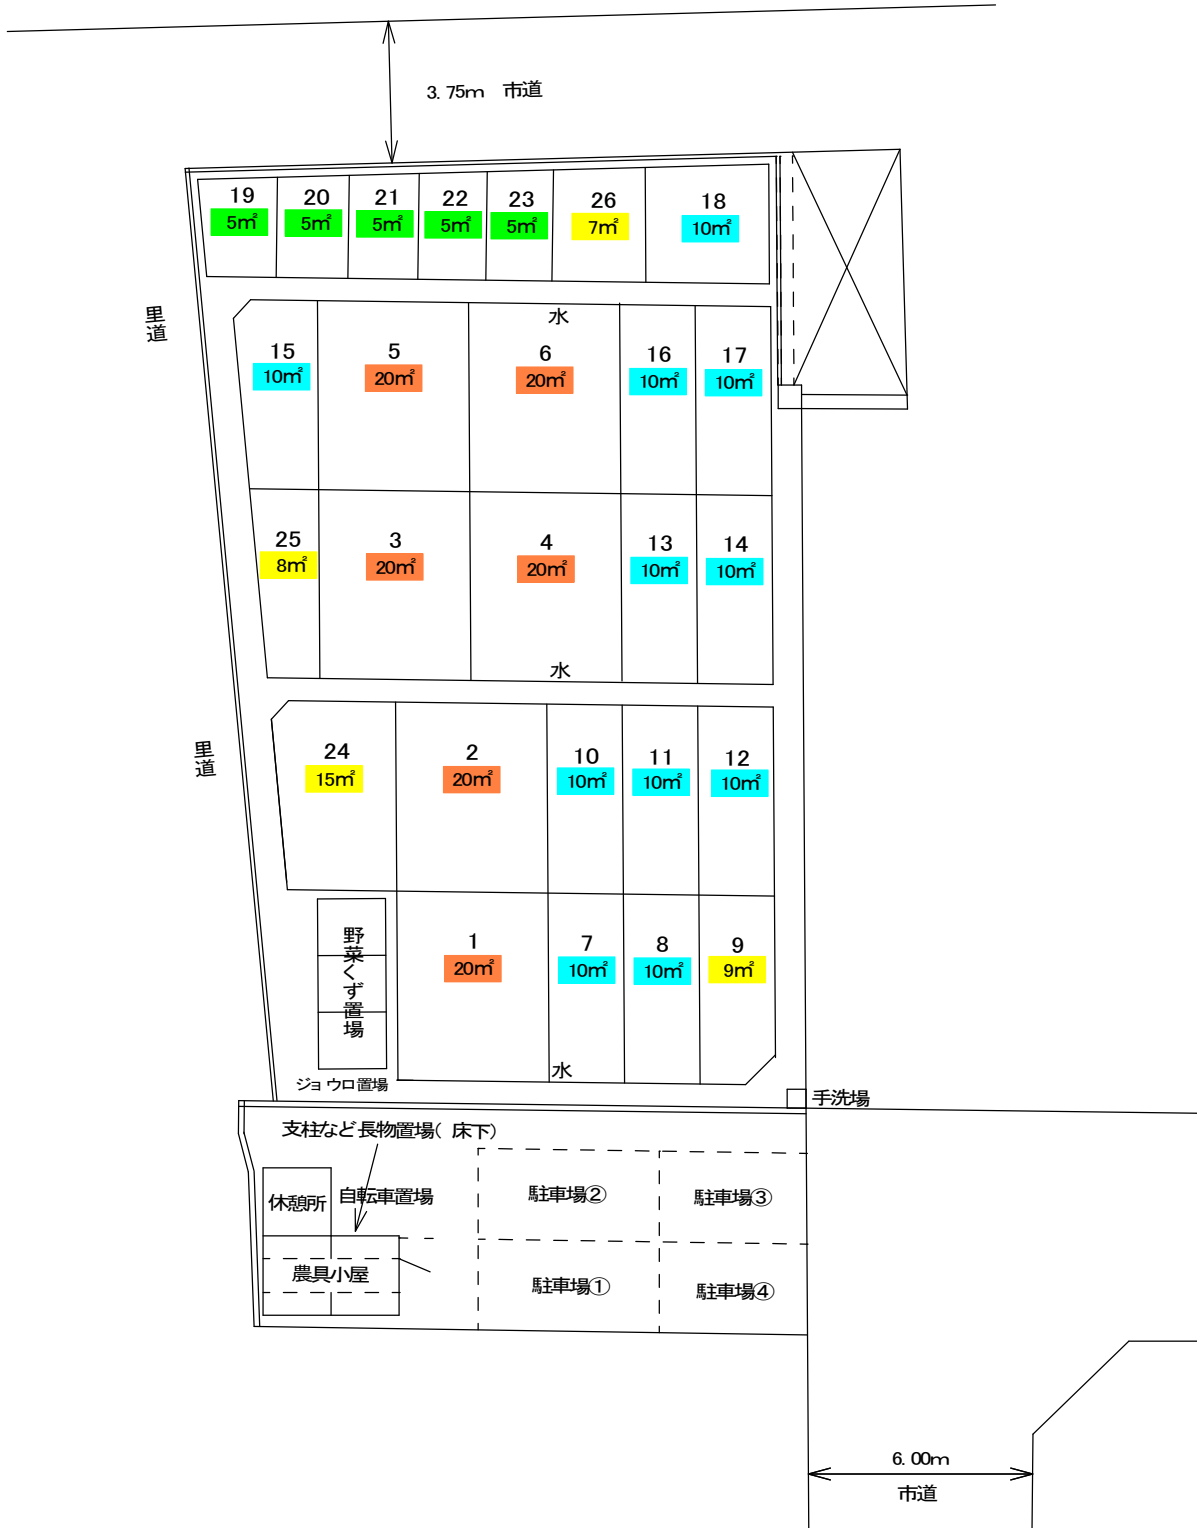 3.75m 市道
19 20 21 22 23 26 18
5㎡ 5㎡ 5㎡ 5㎡ 5㎡ 7㎡ 10㎡
里道
水
15 5 6 16 17
10㎡ 20㎡ 20㎡ 10㎡ 10㎡
25 3 4 13 14
8㎡ 20㎡ 20㎡ 10㎡ 10㎡
水
里道
24 2 10 11 12
15㎡ 20㎡ 10㎡ 10㎡ 10㎡
野菜くず置場
1 7 8 9
20㎡ 10㎡ 10㎡ 9㎡
水
ジョウロ置場
手洗場
支柱など長物置場(床下)
休憩所 自転車置場 駐車場② 駐車場③
農具小屋 駐車場① 駐車場④
6.00m
市道